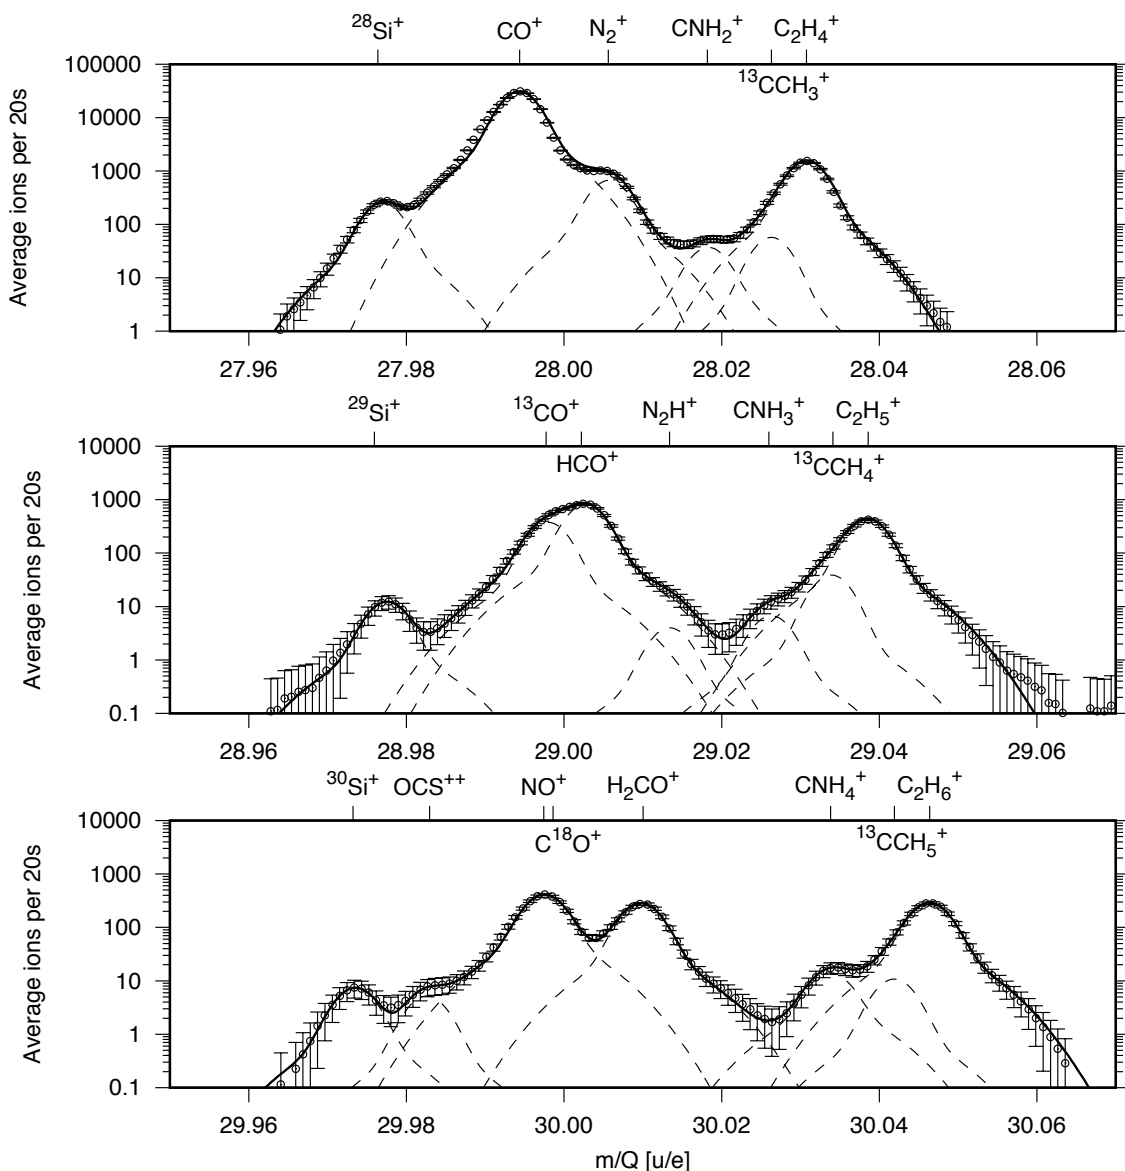 ²⁸Si⁺ CO⁺ N₂⁺ CNH₂⁺ C₂H₄⁺
¹³CCH₃⁺
Average ions per 20s
100000
10000
1000
100
10
1
27.96 27.98 28.00 28.02 28.04 28.06
²⁹Si⁺ ¹³CO⁺ N₂H⁺ CNH₃⁺ C₂H₅⁺
HCO⁺ ¹³CCH₄⁺
Average ions per 20s
10000
1000
100
10
1
0.1
28.96 28.98 29.00 29.02 29.04 29.06
³⁰Si⁺ OCS⁺⁺ NO⁺ H₂CO⁺ CNH₄⁺ C₂H₆⁺
C¹⁸O⁺ ¹³CCH₅⁺
Average ions per 20s
10000
1000
100
10
1
0.1
29.96 29.98 30.00 30.02 30.04 30.06
m/Q [u/e]